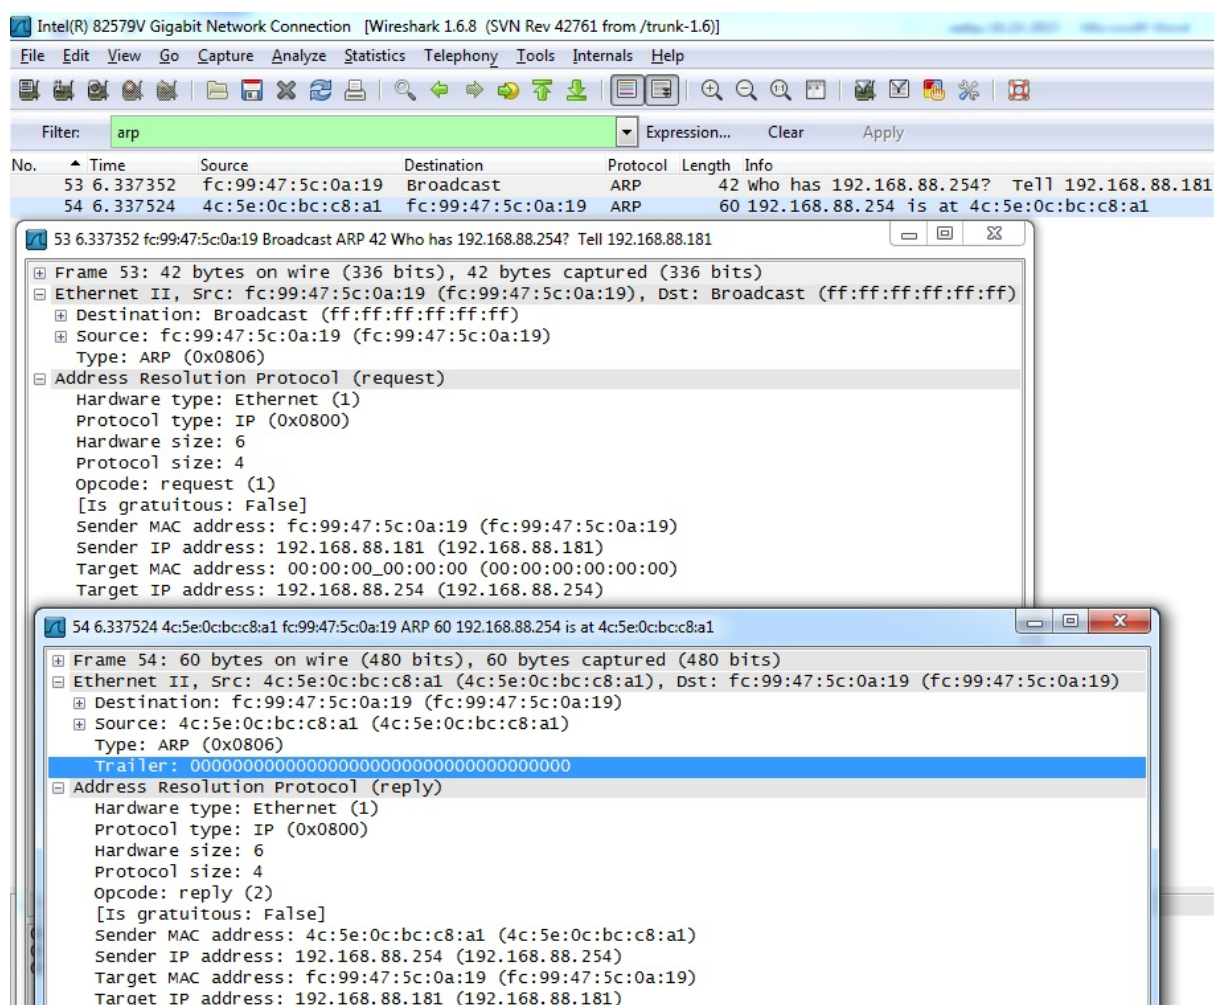 Intel(R) 82579V Gigabit Network Connection [Wireshark 1.6.8 (SVN Rev 42761 from /trunk-1.6)]
File Edit View Go Capture Analyze Statistics Telephony Tools Internals Help
Filter: arp Expression... Clear Apply
No. Time Source Destination Protocol Length Info
53 6.337352 fc:99:47:5c:0a:19 Broadcast ARP 42 Who has 192.168.88.254? Tell 192.168.88.181
54 6.337524 4c:5e:0c:bc:c8:a1 fc:99:47:5c:0a:19 ARP 60 192.168.88.254 is at 4c:5e:0c:bc:c8:a1
53 6.337352 fc:99:47:5c:0a:19 Broadcast ARP 42 Who has 192.168.88.254? Tell 192.168.88.181
Frame 53: 42 bytes on wire (336 bits), 42 bytes captured (336 bits)
Ethernet II, Src: fc:99:47:5c:0a:19 (fc:99:47:5c:0a:19), Dst: Broadcast (ff:ff:ff:ff:ff:ff)
Destination: Broadcast (ff:ff:ff:ff:ff:ff)
Source: fc:99:47:5c:0a:19 (fc:99:47:5c:0a:19)
Type: ARP (0x0806)
Address Resolution Protocol (request)
Hardware type: Ethernet (1)
Protocol type: IP (0x0800)
Hardware size: 6
Protocol size: 4
Opcode: request (1)
[Is gratuitous: False]
Sender MAC address: fc:99:47:5c:0a:19 (fc:99:47:5c:0a:19)
Sender IP address: 192.168.88.181 (192.168.88.181)
Target MAC address: 00:00:00_00:00:00 (00:00:00:00:00:00)
Target IP address: 192.168.88.254 (192.168.88.254)
54 6.337524 4c:5e:0c:bc:c8:a1 fc:99:47:5c:0a:19 ARP 60 192.168.88.254 is at 4c:5e:0c:bc:c8:a1
Frame 54: 60 bytes on wire (480 bits), 60 bytes captured (480 bits)
Ethernet II, Src: 4c:5e:0c:bc:c8:a1 (4c:5e:0c:bc:c8:a1), Dst: fc:99:47:5c:0a:19 (fc:99:47:5c:0a:19)
Destination: fc:99:47:5c:0a:19 (fc:99:47:5c:0a:19)
Source: 4c:5e:0c:bc:c8:a1 (4c:5e:0c:bc:c8:a1)
Type: ARP (0x0806)
Trailer: 000000000000000000000000000000000000
Address Resolution Protocol (reply)
Hardware type: Ethernet (1)
Protocol type: IP (0x0800)
Hardware size: 6
Protocol size: 4
Opcode: reply (2)
[Is gratuitous: False]
Sender MAC address: 4c:5e:0c:bc:c8:a1 (4c:5e:0c:bc:c8:a1)
Sender IP address: 192.168.88.254 (192.168.88.254)
Target MAC address: fc:99:47:5c:0a:19 (fc:99:47:5c:0a:19)
Target IP address: 192.168.88.181 (192.168.88.181)